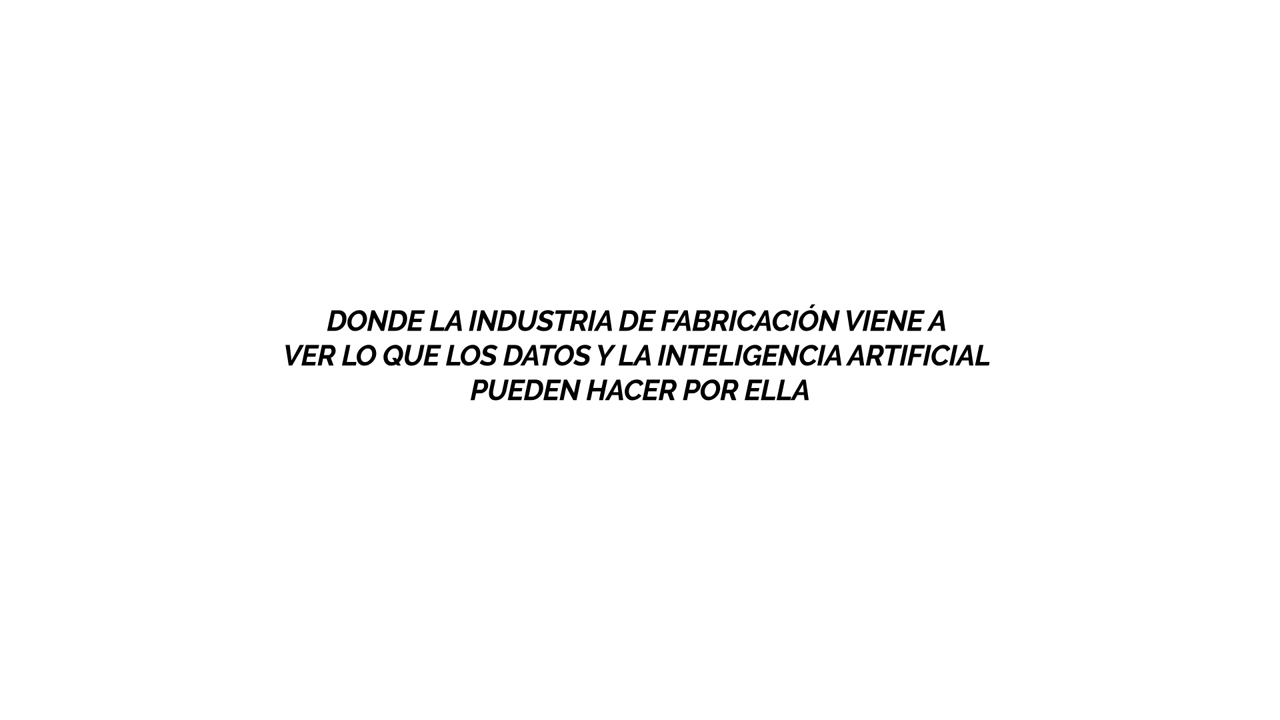 DONDE LA INDUSTRIA DE FABRICACIÓN VIENE A
VER LO QUE LOS DATOS Y LA INTELIGENCIA ARTIFICIAL
PUEDEN HACER POR ELLA